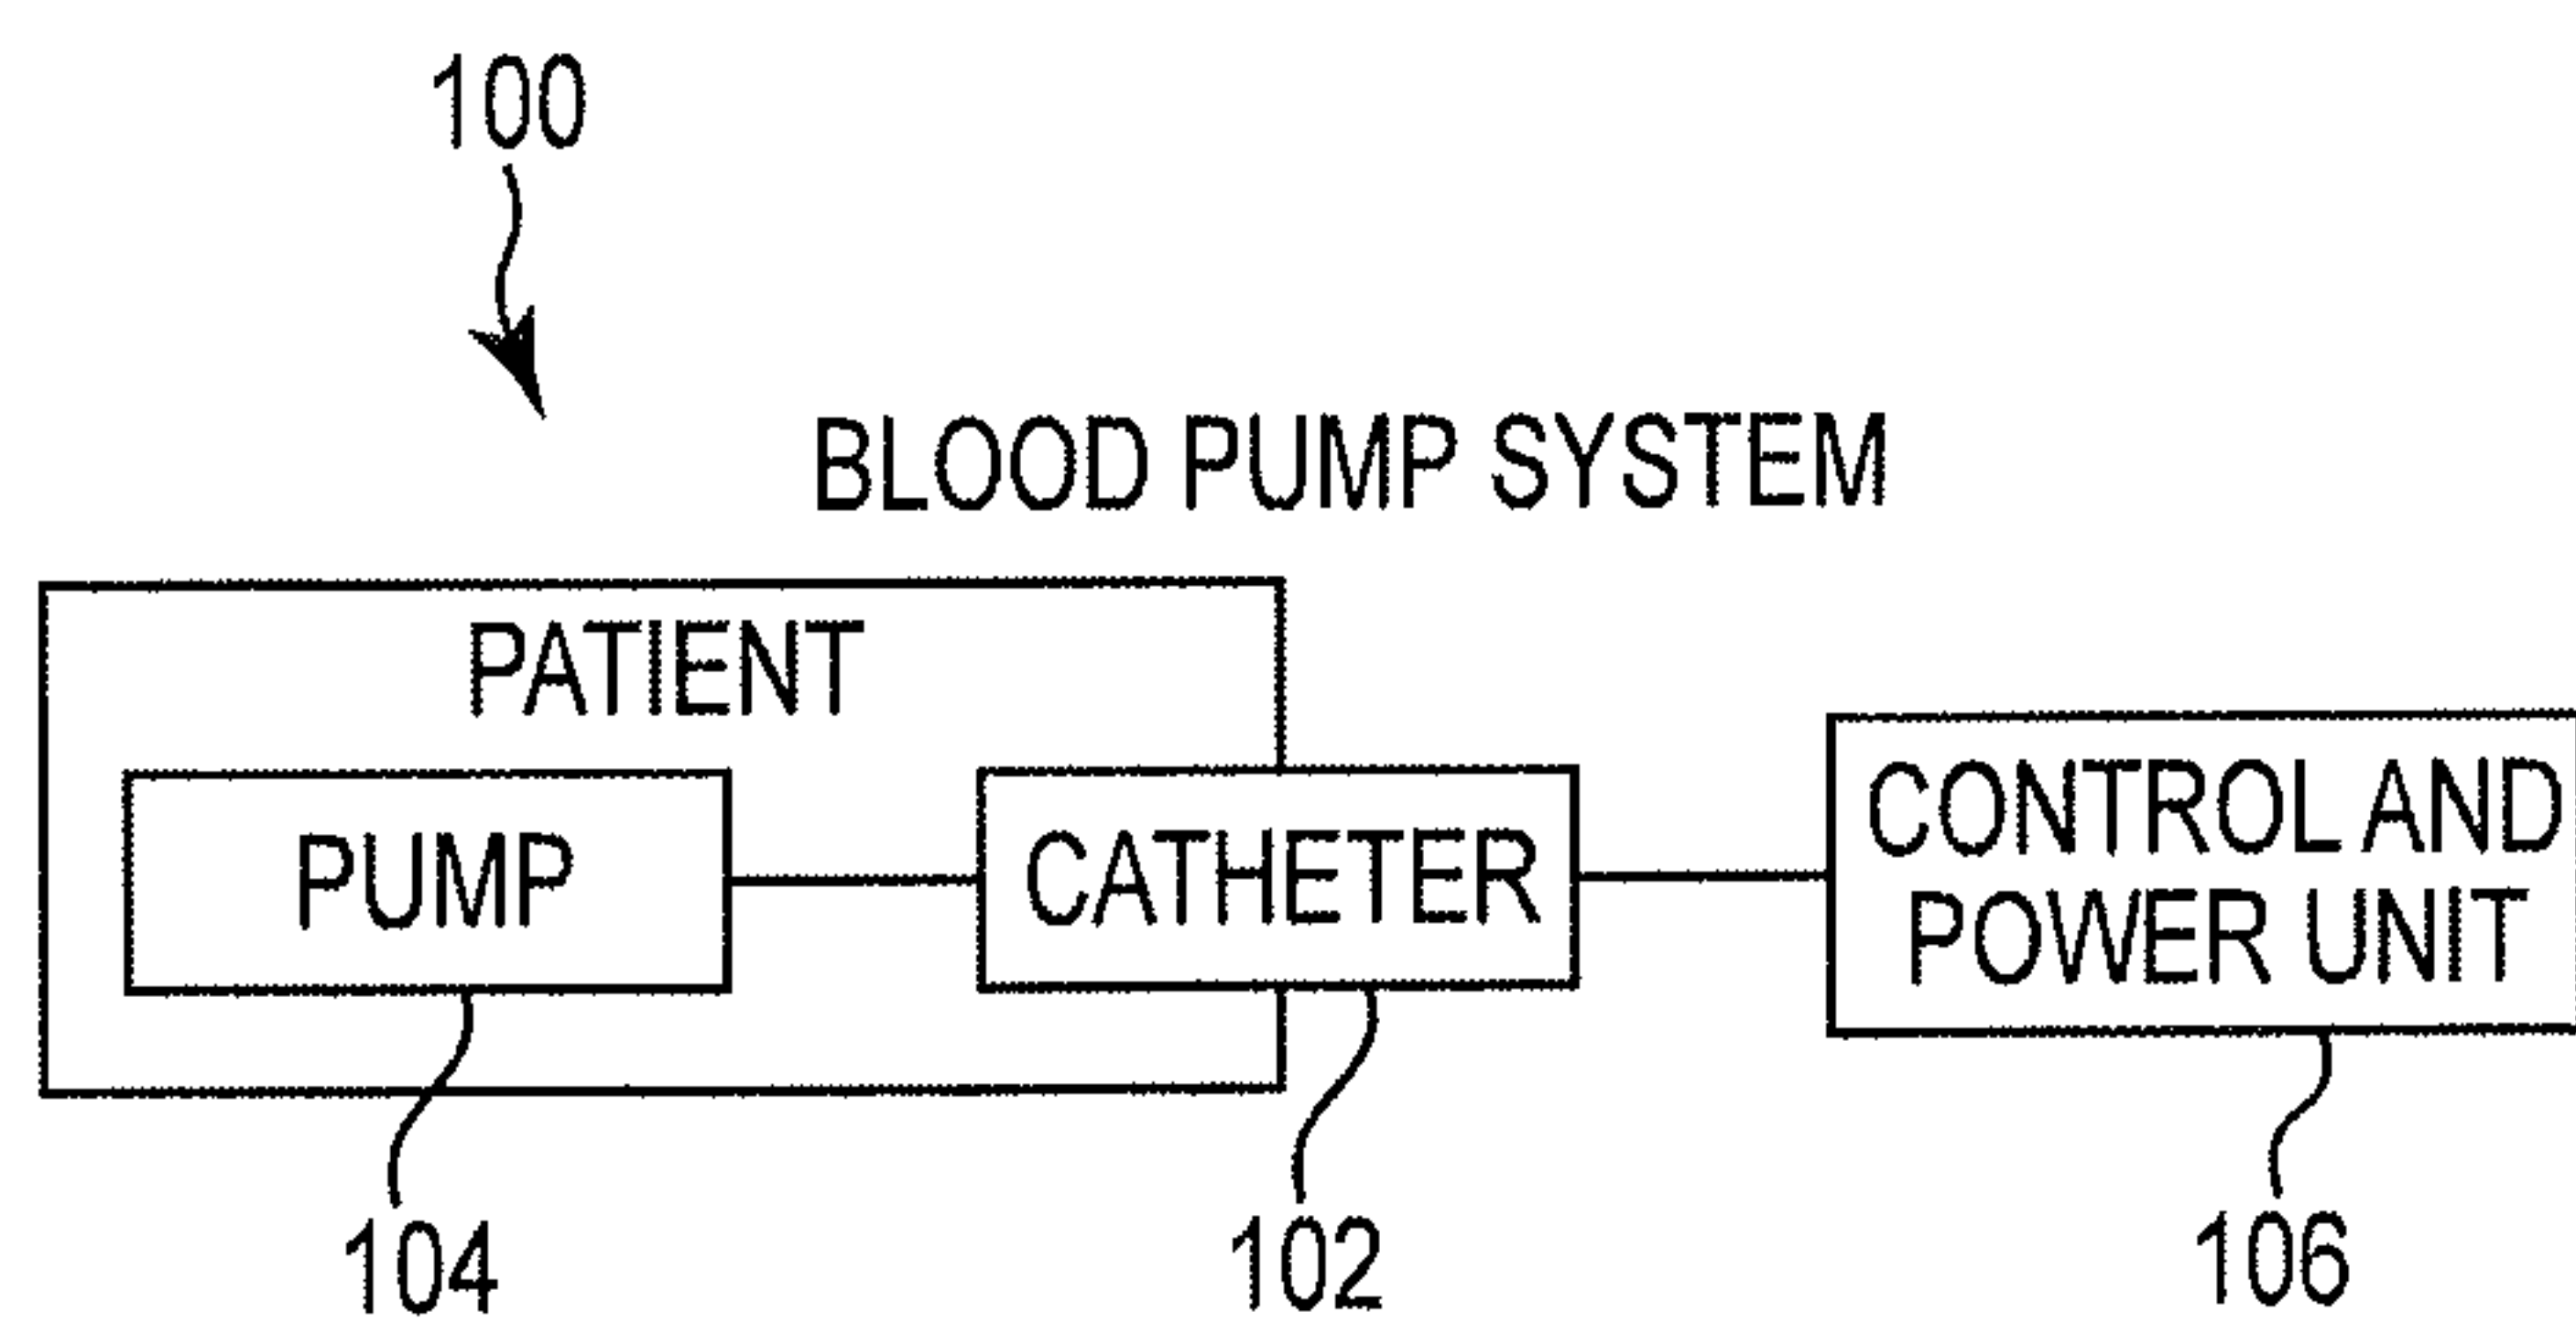 100
BLOOD PUMP SYSTEM
PATIENT
PUMP
CATHETER
CONTROL AND
POWER UNIT
104
102
106